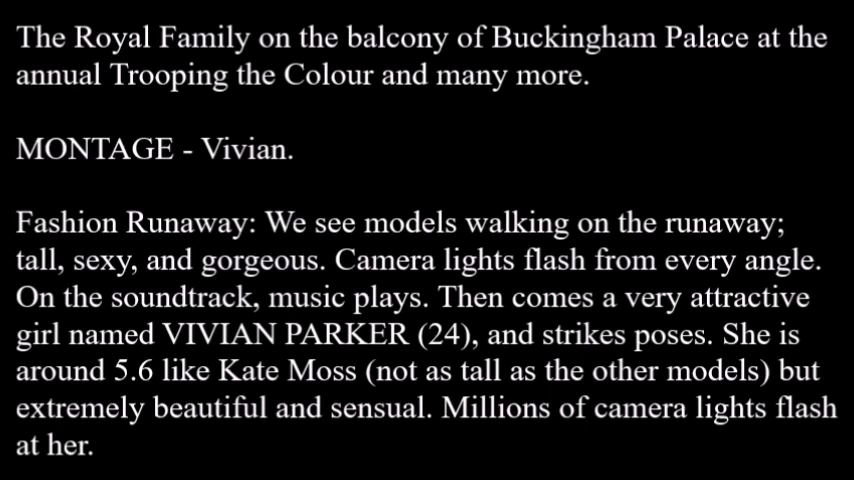 The Royal Family on the balcony of Buckingham Palace at the
annual Trooping the Colour and many more.
MONTAGE - Vivian.
Fashion Runaway: We see models walking on the runaway;
tall, sexy, and gorgeous. Camera lights flash from every angle.
On the soundtrack, music plays. Then comes a very attractive
girl named VIVIAN PARKER (24), and strikes poses. She is
around 5.6 like Kate Moss (not as tall as the other models) but
extremely beautiful and sensual. Millions of camera lights flash
at her.